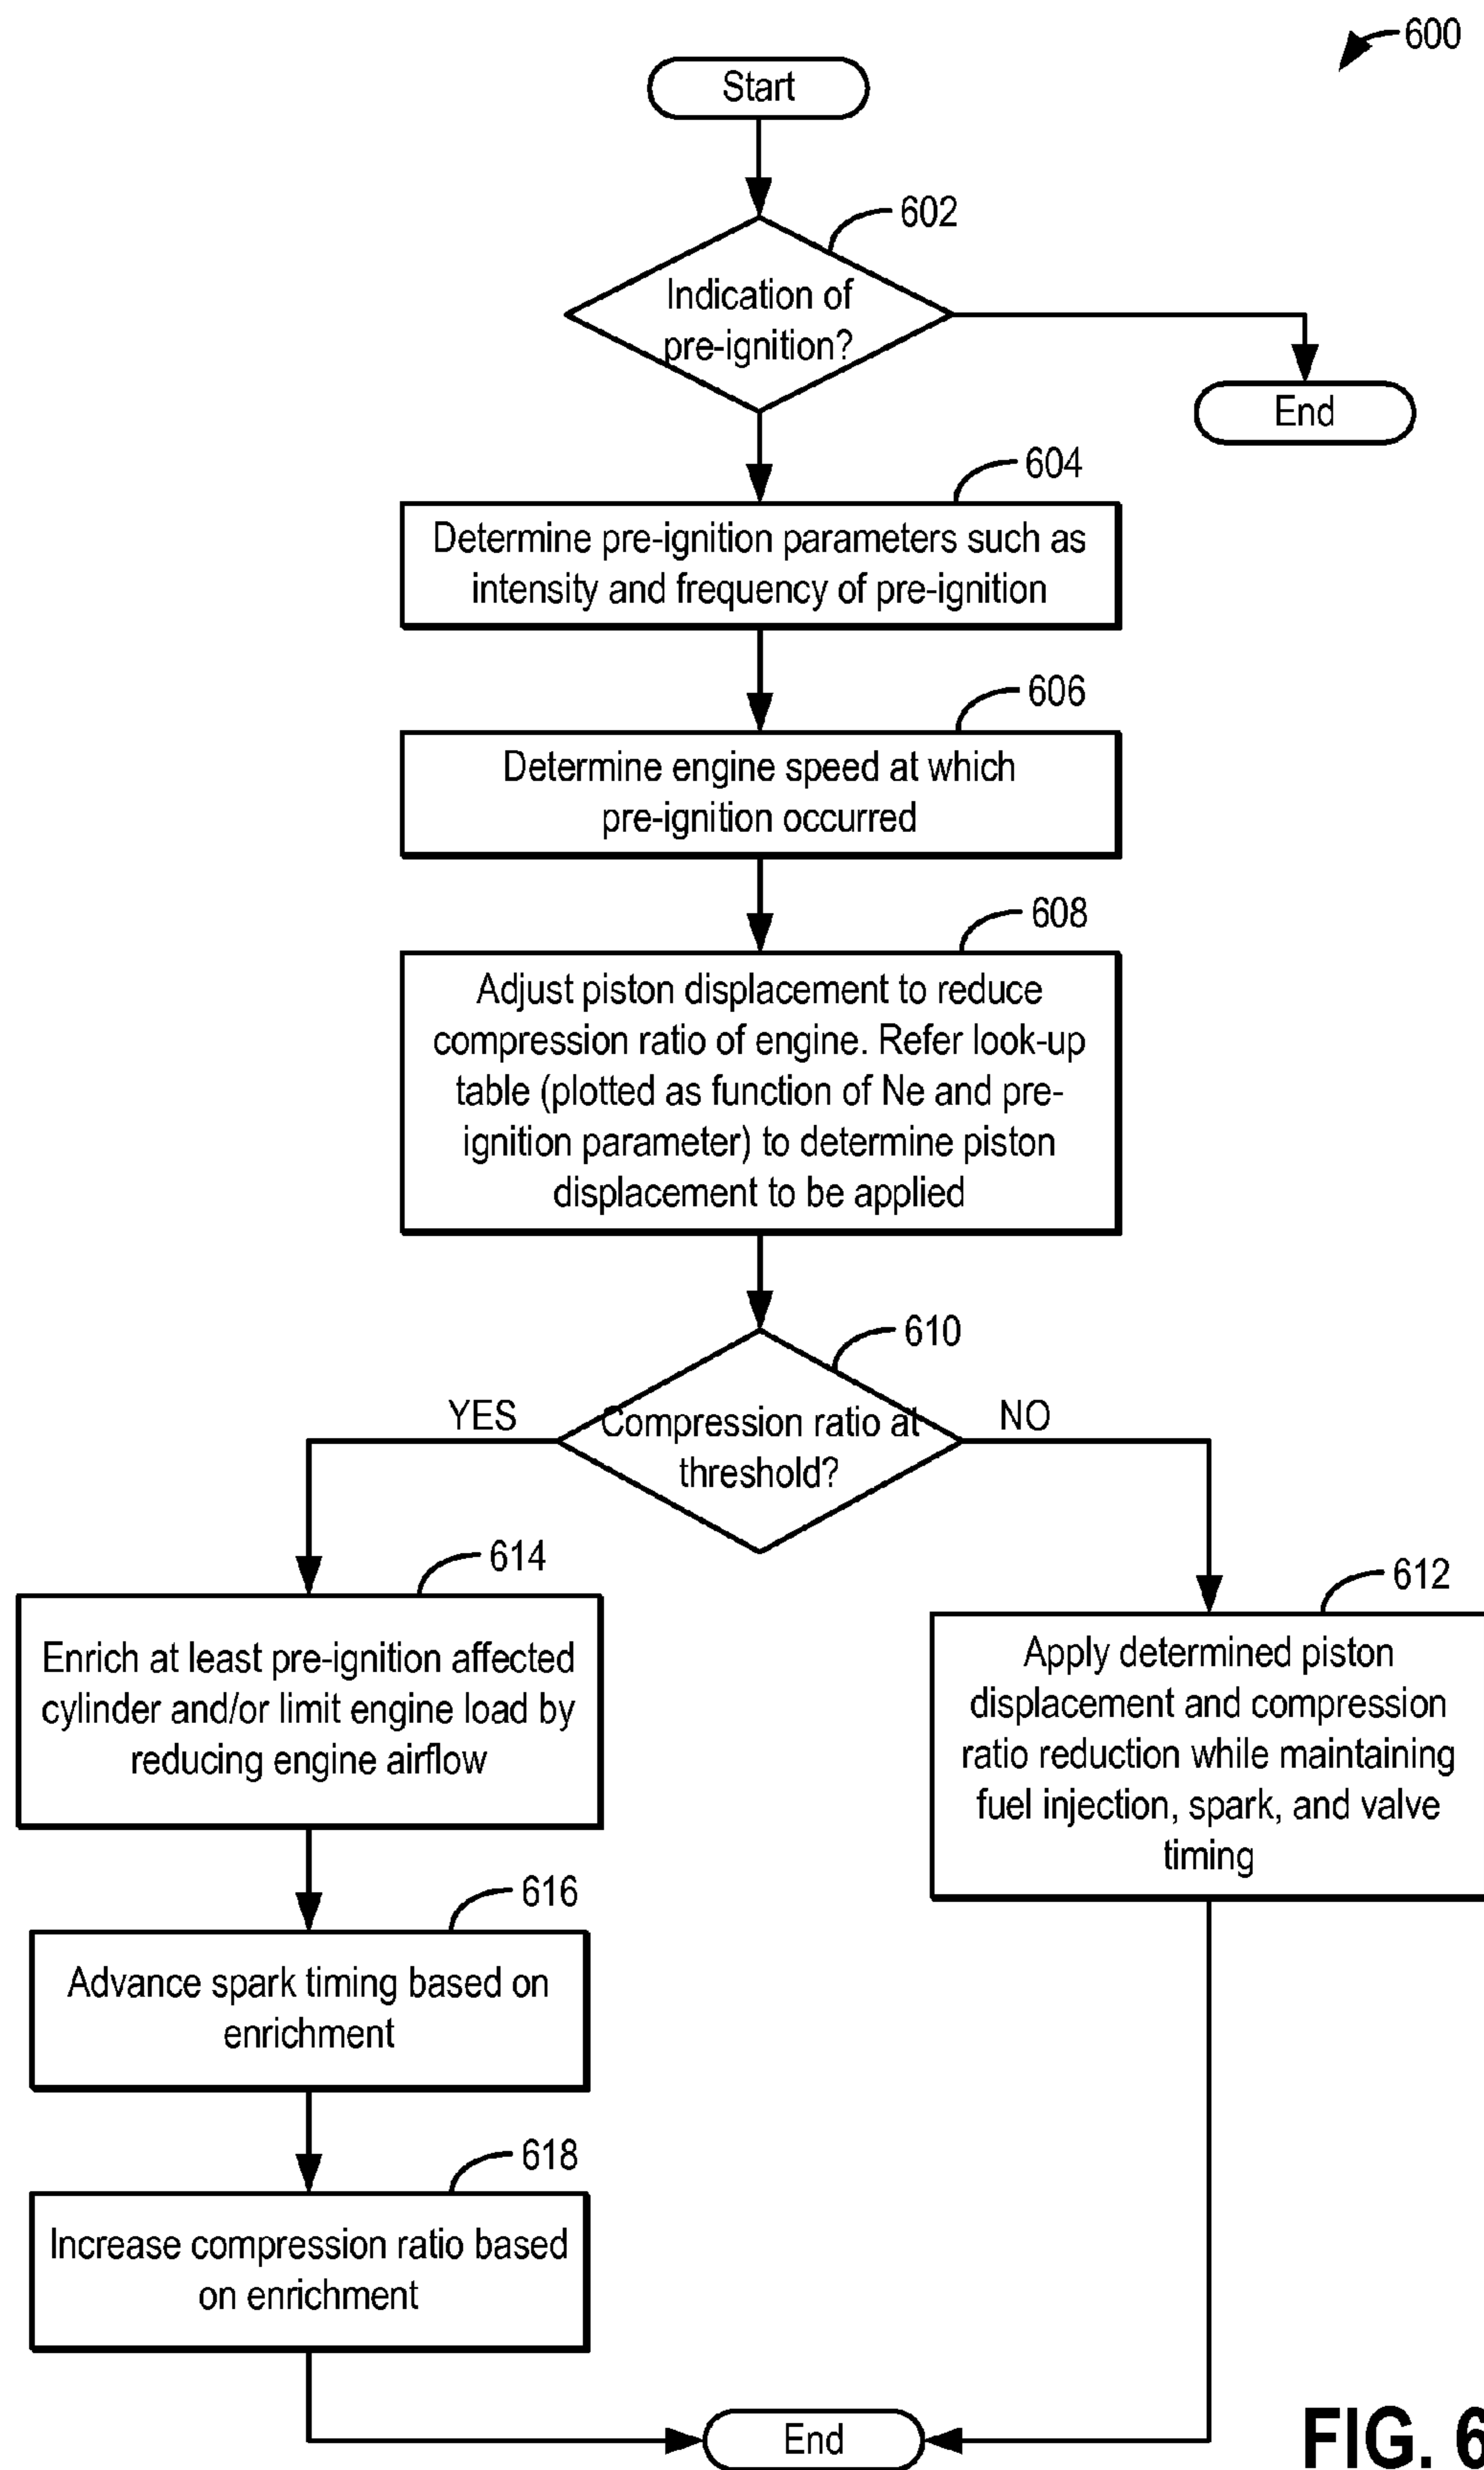 600
Start
602
Indication of
pre-ignition?
End
604
Determine pre-ignition parameters such as
intensity and frequency of pre-ignition
606
Determine engine speed at which
pre-ignition occurred
608
Adjust piston displacement to reduce
compression ratio of engine. Refer look-up
table (plotted as function of Ne and pre-
ignition parameter) to determine piston
displacement to be applied
610
YES
Compression ratio at
threshold?
NO
614
Enrich at least pre-ignition affected
cylinder and/or limit engine load by
reducing engine airflow
612
Apply determined piston
displacement and compression
ratio reduction while maintaining
fuel injection, spark, and valve
timing
616
Advance spark timing based on
enrichment
618
Increase compression ratio based
on enrichment
End
FIG. 6